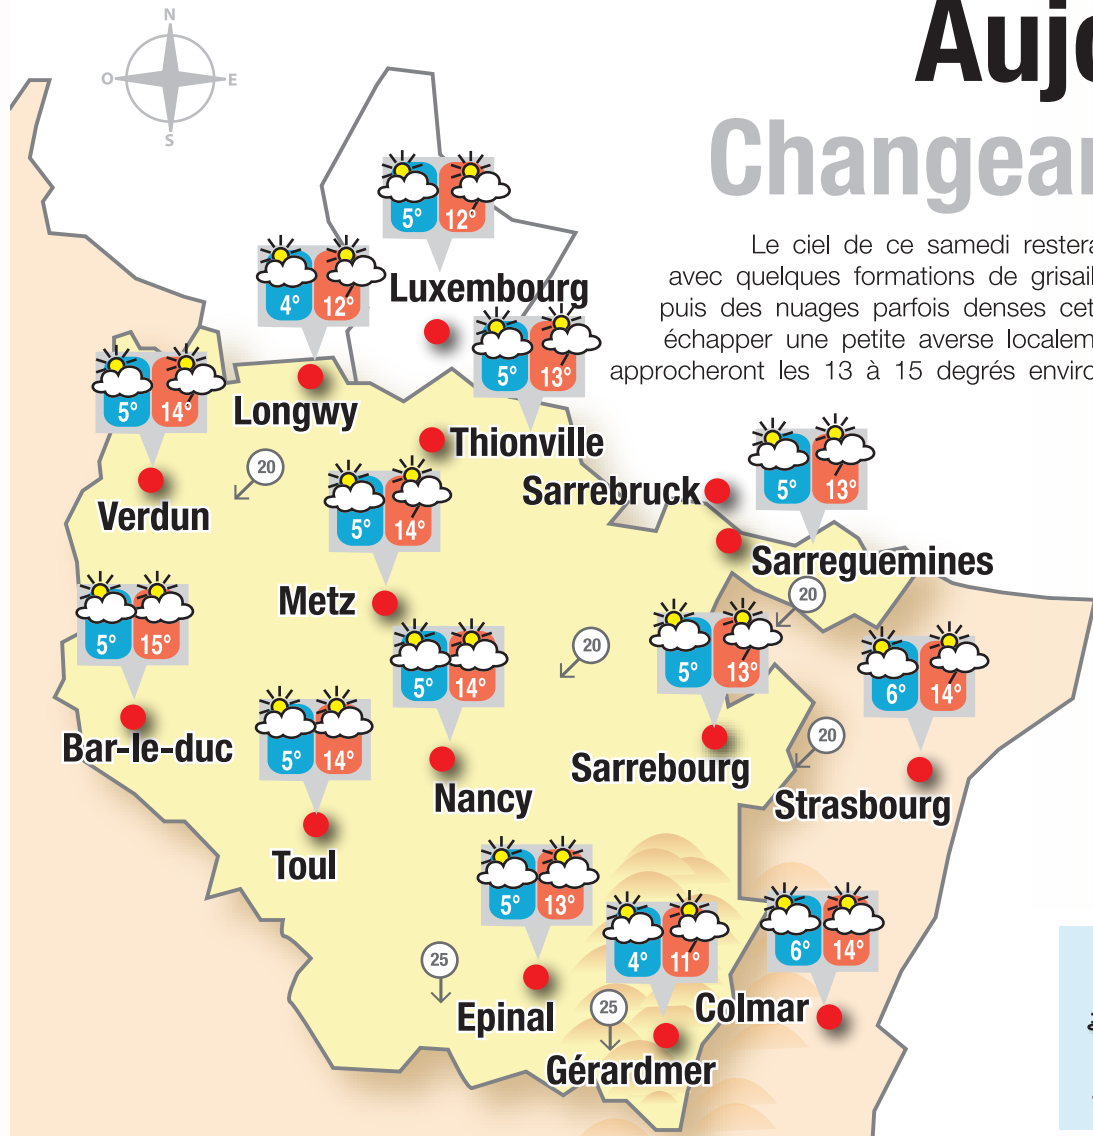 N
O
E
S
Aujo
Changean
Le ciel de ce samedi restera
avec quelques formations de grisail
puis des nuages parfois denses cet
échapper une petite averse localem
approcheront les 13 à 15 degrés enviro
5° 12°
Luxembourg
4° 12°
Longwy
5° 13°
Thionville
5° 14°
Verdun
20
5° 14°
Metz
Sarrebruck
5° 13°
Sarreguemines
20
5° 15°
Bar-le-duc
5° 14°
Nancy
20
5° 13°
Sarrebourg
6° 14°
Strasbourg
20
5° 14°
Toul
5° 13°
Epinal
4° 11°
Gérardmer
6° 14°
Colmar
25
25